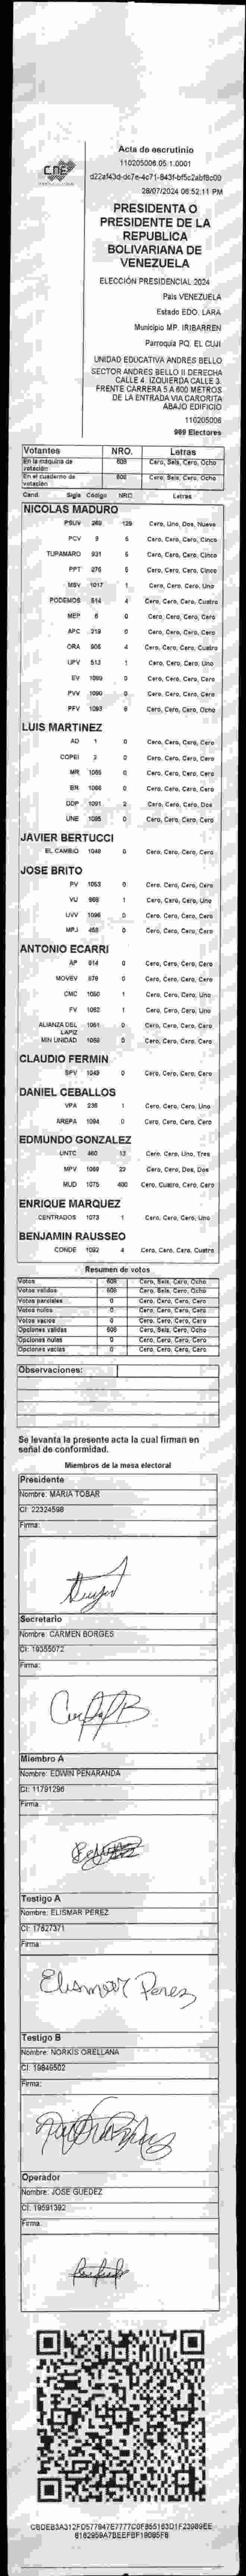 CNE
Acta de escrutinio
110205006.05.1.0001
d22af43d-dc7e-4c71-843f-bf5c2abf8c00
28/07/2024 06:52:11 PM
PRESIDENTA O
PRESIDENTE DE LA
REPUBLICA
BOLIVARIANA DE
VENEZUELA
ELECCIÓN PRESIDENCIAL 2024
Pais VENEZUELA
Estado EDO. LARA
Municipio MP. IRIBARREN
Parroquia PQ. EL CUJI
UNIDAD EDUCATIVA ANDRES BELLO
SECTOR ANDRES BELLO II DERECHA
CALLE 4. IZQUIERDA CALLE 3.
FRENTE CARRERA 5 A 600 METROS
DE LA ENTRADA VIA CARORITA
ABAJO EDIFICIO
110205006
989 Electores
Votantes NRO. Letras
En la máquina de votación 608 Cero, Seis, Cero, Ocho
En el cuaderno de votación 608 Cero, Seis, Cero, Ocho
Cand. Sigla Código NRO Letras
NICOLAS MADURO
PSUV 269 129 Cero, Uno, Dos, Nueve
PCV 9 5 Cero, Cero, Cero, Cinco
TUPAMARO 931 5 Cero, Cero, Cero, Cinco
PPT 276 5 Cero, Cero, Cero, Cinco
MSV 1017 1 Cero, Cero, Cero, Uno
PODEMOS 514 4 Cero, Cero, Cero, Cuatro
MEP 6 0 Cero, Cero, Cero, Cero
APC 219 0 Cero, Cero, Cero, Cero
ORA 905 4 Cero, Cero, Cero, Cuatro
UPV 513 1 Cero, Cero, Cero, Uno
EV 1089 0 Cero, Cero, Cero, Cero
PVV 1090 0 Cero, Cero, Cero, Cero
PFV 1093 8 Cero, Cero, Cero, Ocho
LUIS MARTINEZ
AD 1 0 Cero, Cero, Cero, Cero
COPEI 2 0 Cero, Cero, Cero, Cero
MR 1065 0 Cero, Cero, Cero, Cero
BR 1066 0 Cero, Cero, Cero, Cero
DDP 1091 2 Cero, Cero, Cero, Dos
UNE 1095 0 Cero, Cero, Cero, Cero
JAVIER BERTUCCI
EL CAMBIO 1048 0 Cero, Cero, Cero, Cero
JOSE BRITO
PV 1053 0 Cero, Cero, Cero, Cero
VU 968 1 Cero, Cero, Cero, Uno
UVV 1096 0 Cero, Cero, Cero, Cero
MPJ 458 0 Cero, Cero, Cero, Cero
ANTONIO ECARRI
AP 914 0 Cero, Cero, Cero, Cero
MOVEV 876 0 Cero, Cero, Cero, Cero
CMC 1050 1 Cero, Cero, Cero, Uno
FV 1062 1 Cero, Cero, Cero, Uno
ALIANZA DEL LAPIZ 1061 0 Cero, Cero, Cero, Cero
MIN UNIDAD 1058 0 Cero, Cero, Cero, Cero
CLAUDIO FERMIN
SPV 1049 0 Cero, Cero, Cero, Cero
DANIEL CEBALLOS
VPA 236 1 Cero, Cero, Cero, Uno
AREPA 1094 0 Cero, Cero, Cero, Cero
EDMUNDO GONZALEZ
UNTC 460 13 Cero, Cero, Uno, Tres
MPV 1069 22 Cero, Cero, Dos, Dos
MUD 1075 400 Cero, Cuatro, Cero, Cero
ENRIQUE MARQUEZ
CENTRADOS 1073 1 Cero, Cero, Cero, Uno
BENJAMIN RAUSSEO
CONDE 1092 4 Cero, Cero, Cero, Cuatro
Resumen de votos
Votos 608 Cero, Seis, Cero, Ocho
Votos validos 608 Cero, Seis, Cero, Ocho
Votos parciales 0 Cero, Cero, Cero, Cero
Votos nulos 0 Cero, Cero, Cero, Cero
Votos vacíos 0 Cero, Cero, Cero, Cero
Opciones validas 608 Cero, Seis, Cero, Ocho
Opciones nulas 0 Cero, Cero, Cero, Cero
Opciones vacías 0 Cero, Cero, Cero, Cero
Observaciones:
Se levanta la presente acta la cual firman en
señal de conformidad.
Miembros de la mesa electoral
Presidente
Nombre: MARIA TOBAR
CI: 22324598
Firma:
Secretario
Nombre: CARMEN BORGES
CI: 19355072
Firma:
Miembro A
Nombre: EDWIN PEÑARANDA
CI: 11791296
Firma:
Testigo A
Nombre: ELISMAR PEREZ
CI: 17627371
Firma:
Elismar Perez
Testigo B
Nombre: NORKIS ORELLANA
CI: 19849502
Firma:
Operador
Nombre: JOSE GUEDEZ
CI: 19591392
Firma: